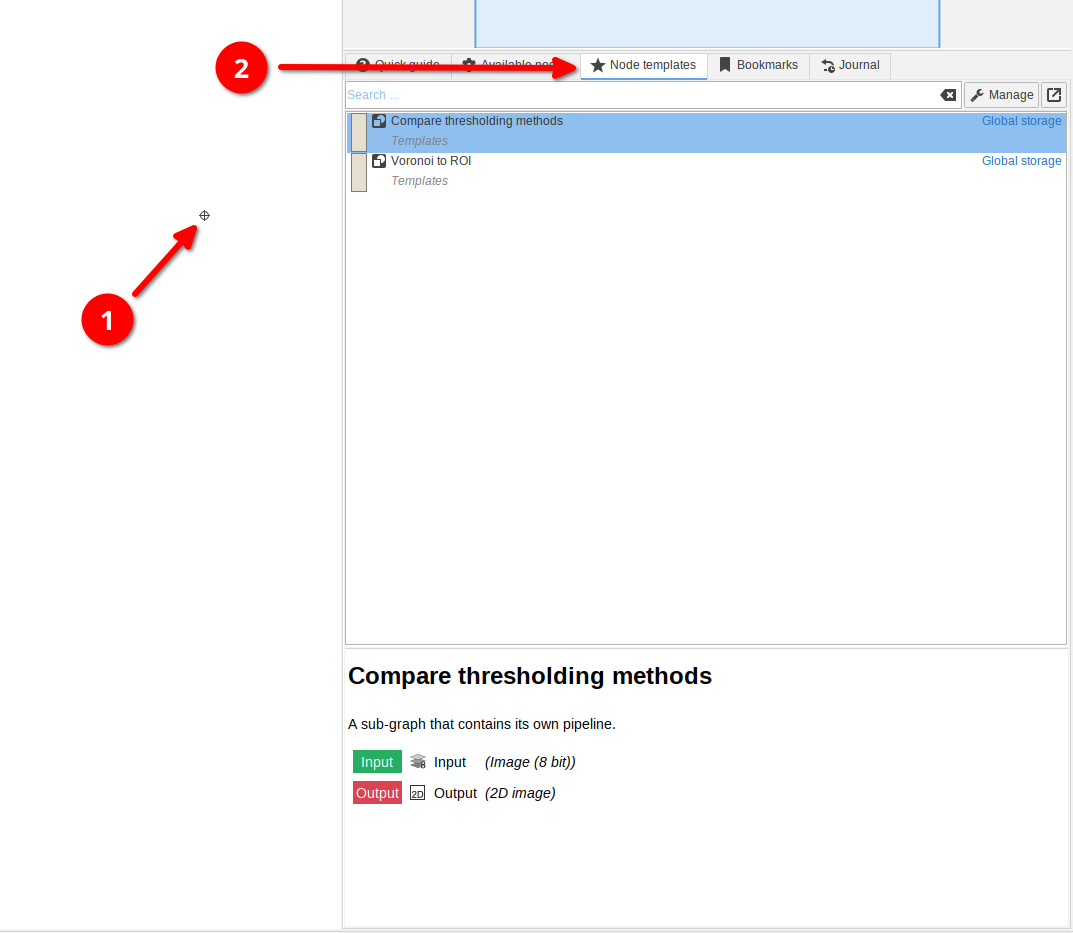 2
Quick guide
Available no
Node templates
Bookmarks
Journal
Search ...
Manage
Compare thresholding methods
Global storage
Templates
Voronoi to ROI
Global storage
Templates
1
Compare thresholding methods
A sub-graph that contains its own pipeline.
Input 8 Input (Image (8 bit))
Output 2D Output (2D image)